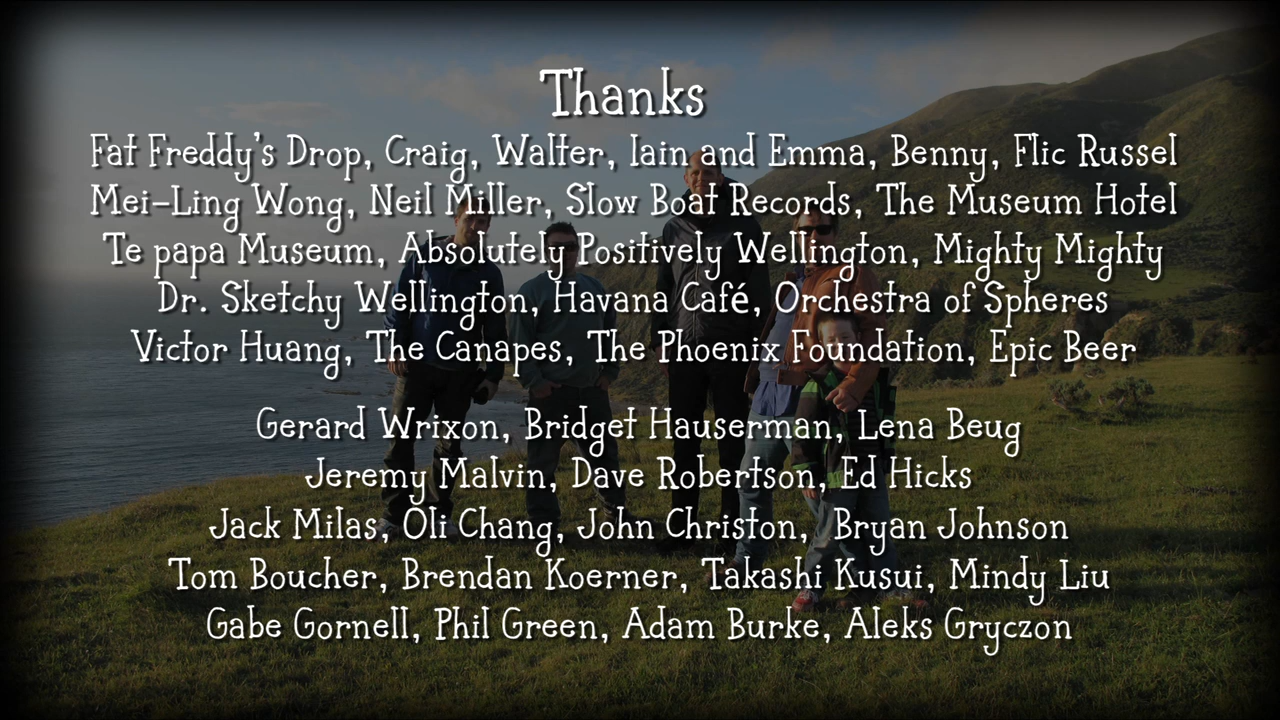 Thanks
Fat Freddy's Drop, Craig, Walter, Iain and Emma, Benny, Flic Russel
Mei-Ling Wong, Neil Miller, Slow Boat Records, The Museum Hotel
Te papa Museum, Absolutely Positively Wellington, Mighty Mighty
Dr. Sketchy Wellington, Havana Café, Orchestra of Spheres
Victor Huang, The Canapes, The Phoenix Foundation, Epic Beer
Gerard Wrixon, Bridget Hauserman, Lena Beug
Jeremy Malvin, Dave Robertson, Ed Hicks
Jack Milas, Oli Chang, John Christon, Bryan Johnson
Tom Boucher, Brendan Koerner, Takashi Kusui, Mindy Liu
Gabe Gornell, Phil Green, Adam Burke, Aleks Gryczon